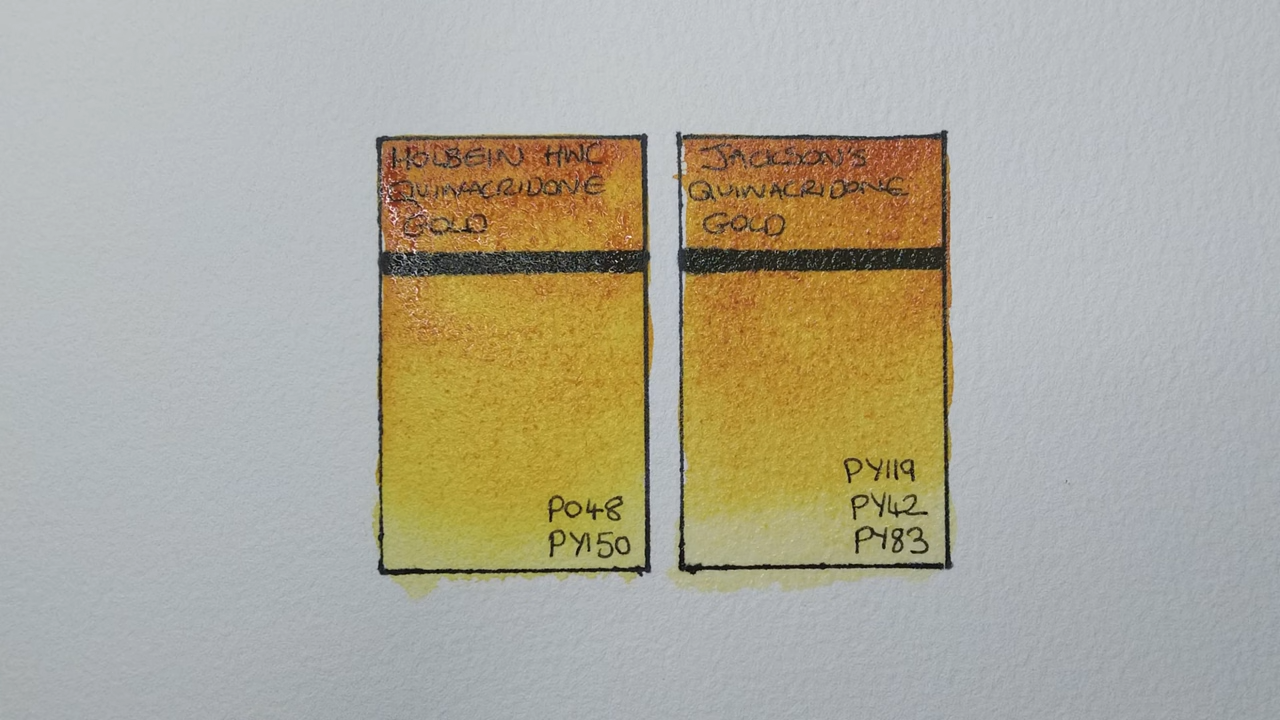 HOLBEIN HWC
QUINACRIDONE
GOLD
PO48
PY150
JACKSON'S
QUINACRIDONE
GOLD
PY119
PY42
PY83